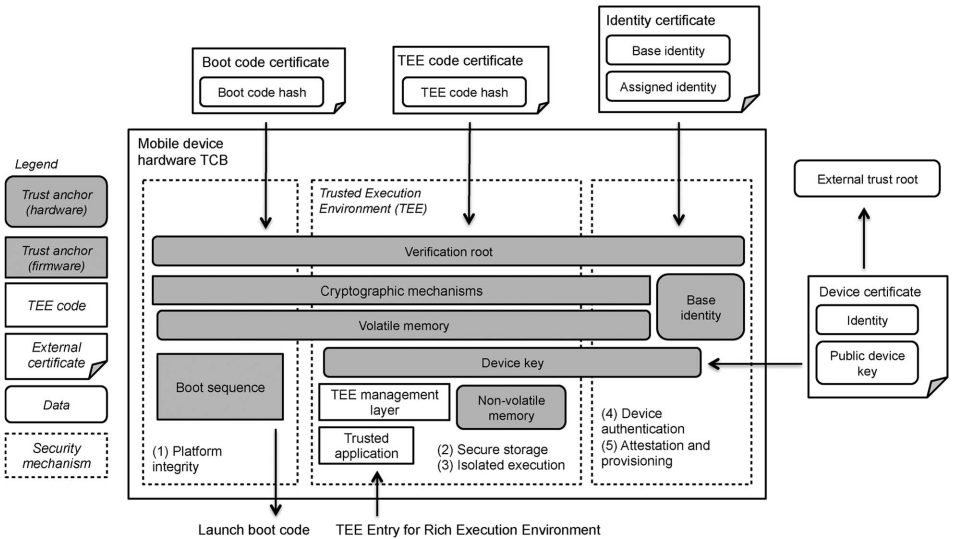 Identity certificate
Base identity
Assigned identity
Boot code certificate
Boot code hash
TEE code certificate
TEE code hash
Mobile device
hardware TCB
Legend
Trust anchor
(hardware)
Trust anchor
(firmware)
TEE code
External
certificate
Data
Security
mechanism
Trusted Execution
Environment (TEE)
Verification root
Cryptographic mechanisms
Volatile memory
Base
identity
Device key
Boot sequence
TEE management
layer
Non-volatile
memory
Trusted
application
(1) Platform
integrity
(2) Secure storage
(3) Isolated execution
(4) Device
authentication
(5) Attestation and
provisioning
External trust root
Device certificate
Identity
Public device
key
Launch boot code
TEE Entry for Rich Execution Environment